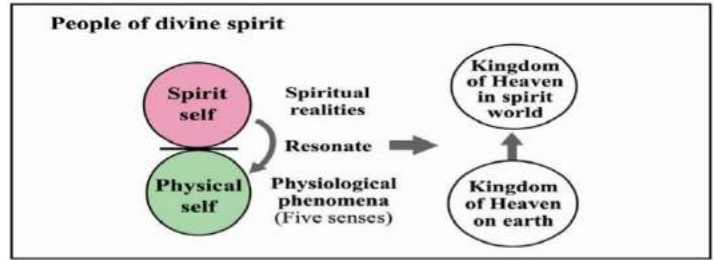 People of divine spirit
Spirit
self
Physical
self
Spiritual
realities
Resonate
Physiological
phenomena
(Five senses)
Kingdom
of Heaven
in spirit
world
Kingdom
of Heaven
on earth